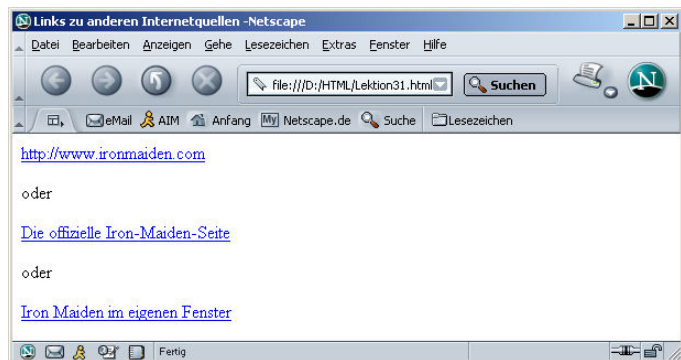 Links zu anderen Internetquellen -Netscape
Datei Bearbeiten Anzeigen Gehe Lesezeichen Extras Fenster Hilfe
file:///D:/HTML/Lektion31.html Suchen N
eMail AIM Anfang My Netscape.de Suche Lesezeichen
http://www.ironmaiden.com
oder
Die offizielle Iron-Maiden-Seite
oder
Iron Maiden im eigenen Fenster
Fertig